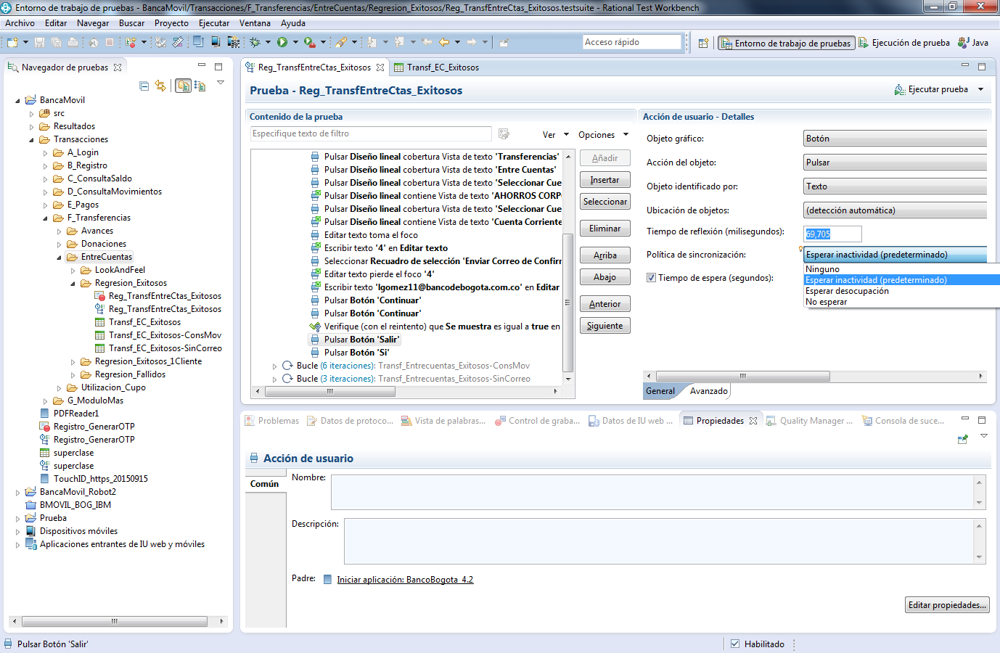 Entorno de trabajo de pruebas - BancaMovil/Transacciones/F_Transferencias/EntreCuentas/Regresion_Exitosos/Reg_TransfEntreCtas_Exitosos.testsuite - Rational Test Workbench
Archivo Editar Navegar Buscar Proyecto Ejecutar Ventana Ayuda
Acceso rápido
Entorno de trabajo de pruebas
Ejecución de prueba
Java
Navegador de pruebas
BancaMovil
src
Resultados
Transacciones
A_Login
B_Registro
C_ConsultaSaldo
D_ConsultaMovimientos
E_Pagos
F_Transferencias
Avances
Donaciones
EntreCuentas
LookAndFeel
Regresion_Exitosos
Reg_TransfEntreCtas_Exitosos
Reg_TransfEntreCtas_Exitosos
Transf_EC_Exitosos
Transf_EC_Exitosos-ConsMov
Transf_EC_Exitosos-SinCorreo
Regresion_Exitosos_1Cliente
Regresion_Fallidos
Utilizacion_Cupo
G_ModuloMas
PDFReader1
Registro_GenerarOTP
Registro_GenerarOTP
superclase
superclase
TouchID_https_20150915
BancaMovil_Robot2
BMOVIL_BOG_IBM
Prueba
Dispositivos móviles
Aplicaciones entrantes de IU web y móviles
Reg_TransfEntreCtas_Exitosos
Transf_EC_Exitosos
Prueba - Reg_TransfEntreCtas_Exitosos
Ejecutar prueba
Contenido de la prueba
Especifique texto de filtro
Ver
Opciones
Pulsar Diseño lineal cobertura Vista de texto 'Transferencias'
Pulsar Diseño lineal cobertura Vista de texto 'Entre Cuentas'
Pulsar Diseño lineal cobertura Vista de texto 'Seleccionar Cue
Pulsar Diseño lineal contiene Vista de texto 'AHORROS CORP
Pulsar Diseño lineal cobertura Vista de texto 'Seleccionar Cue
Pulsar Diseño lineal contiene Vista de texto 'Cuenta Corriente
Editar texto toma el foco
Escribir texto '4' en Editar texto
Seleccionar Recuadro de selección 'Enviar Correo de Confirr
Editar texto pierde el foco '4'
Escribir texto 'lgomez11@bancodebogota.com.co' en Editar
Pulsar Botón 'Continuar'
Pulsar Botón 'Continuar'
Verifique (con el reintento) que Se muestra es igual a true en
Pulsar Botón 'Salir'
Pulsar Botón 'Si'
Bucle (6 iteraciones): Transf_Entrecuentas_Exitosos-ConsMov
Bucle (3 iteraciones): Transf_Entrecuentas_Exitosos-SinCorreo
Añadir
Insertar
Seleccionar
Eliminar
Arriba
Abajo
Anterior
Siguiente
Acción de usuario - Detalles
Objeto gráfico: Botón
Acción del objeto: Pulsar
Objeto identificado por: Texto
Ubicación de objetos: (detección automática)
Tiempo de reflexión (milisegundos): 69,705
Política de sincronización: Esperar inactividad (predeterminado)
Ninguno
Esperar inactividad (predeterminado)
Esperar desocupación
No esperar
Tiempo de espera (segundos):
General
Avanzado
Problemas
Datos de protoco...
Vista de palabras...
Control de graba...
Datos de IU web ...
Propiedades
Quality Manager ...
Consola de suce...
Acción de usuario
Común
Nombre:
Descripción:
Padre: Iniciar aplicación: BancoBogota_4.2
Editar propiedades...
Pulsar Botón 'Salir'
Habilitado